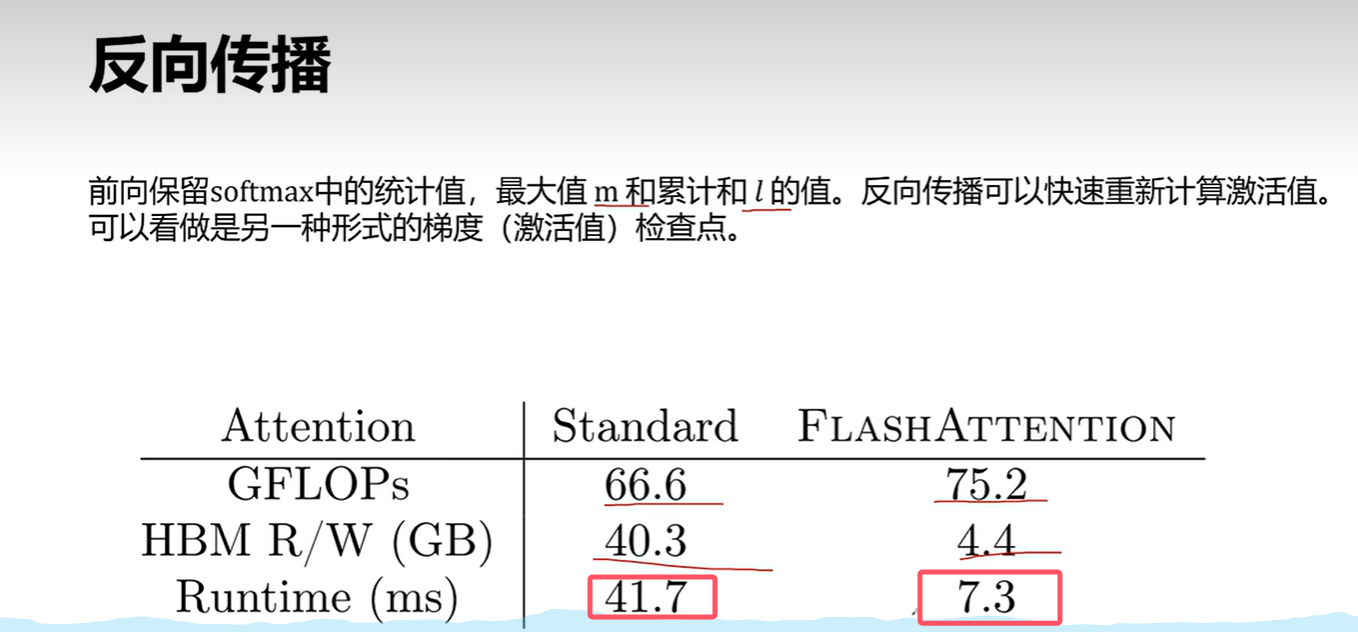 反向传播
前向保留softmax中的统计值，最大值 m 和累计和 l 的值。反向传播可以快速重新计算激活值。
可以看做是另一种形式的梯度（激活值）检查点。
Attention Standard FLASHATTENTION
GFLOPs 66.6 75.2
HBM R/W (GB) 40.3 4.4
Runtime (ms) 41.7 7.3